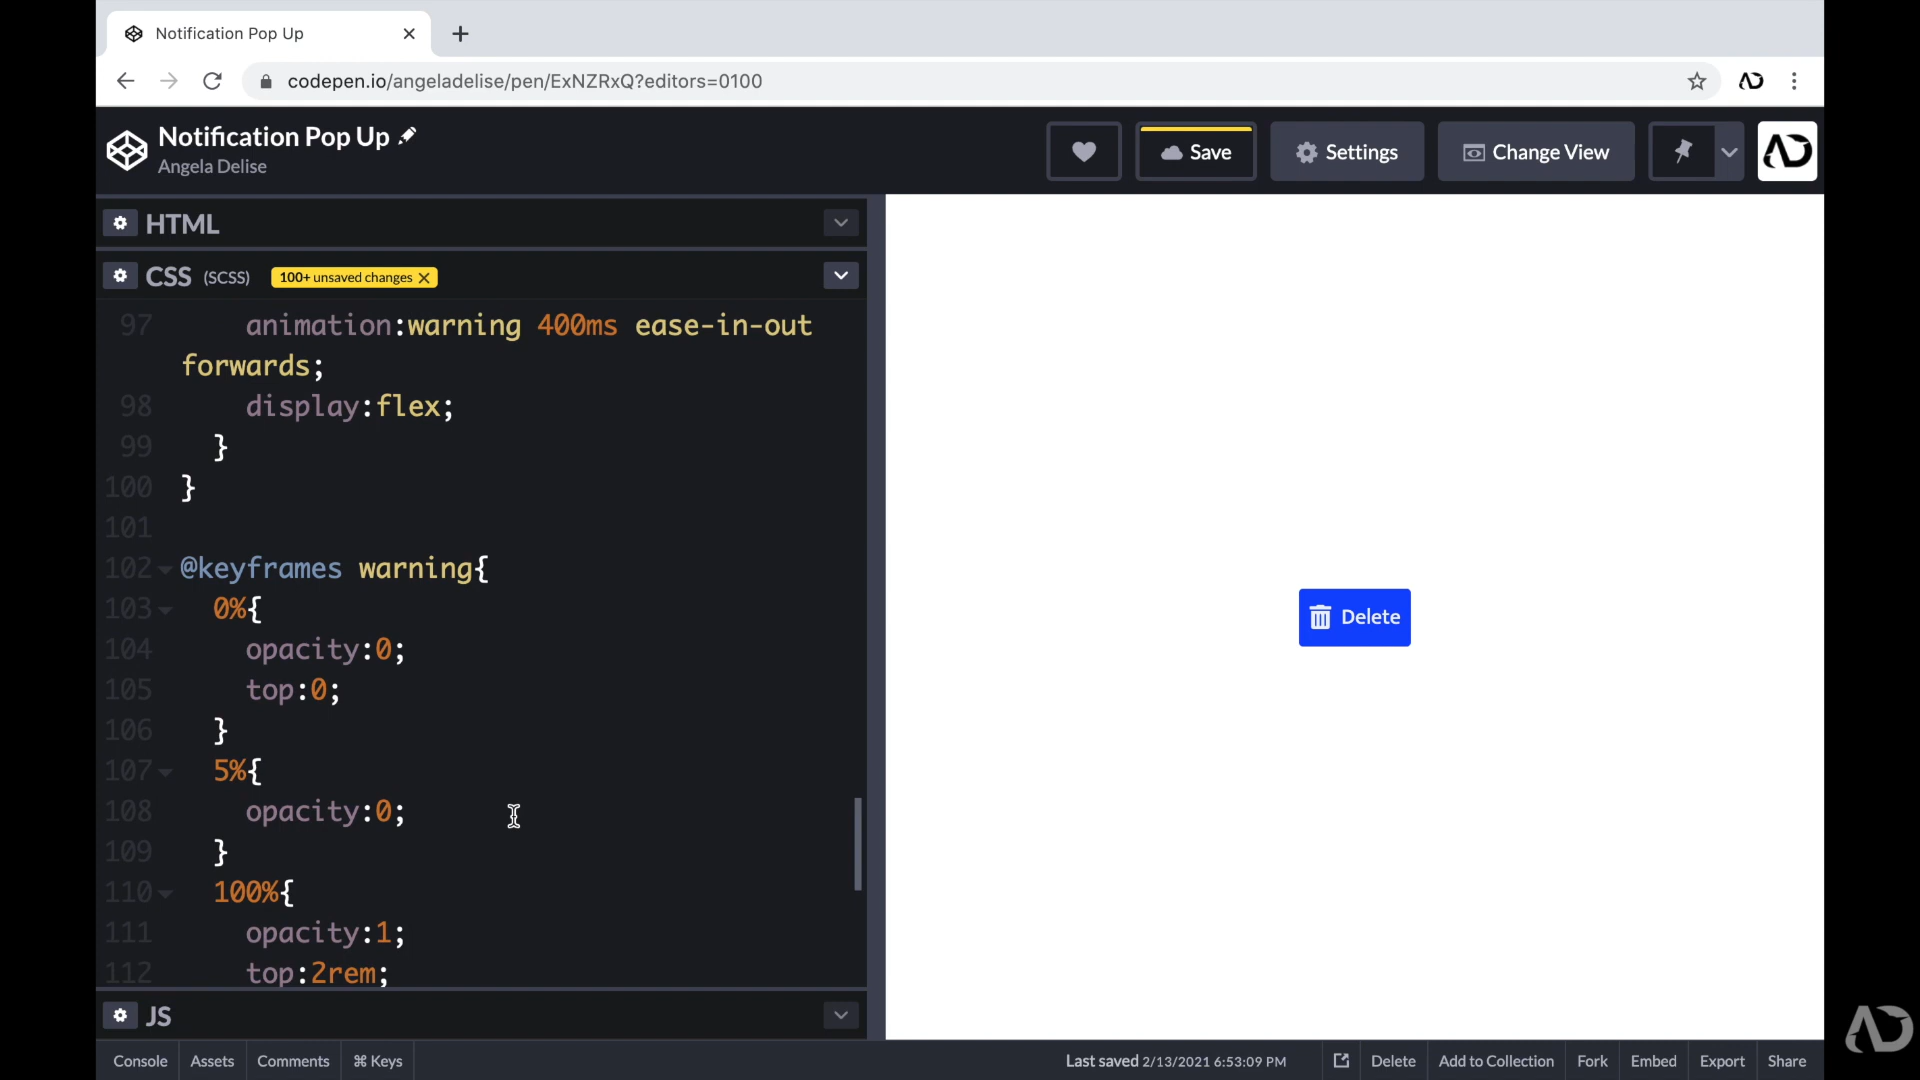 Notification Pop Up
codepen.io/angeladelise/pen/ExNZRxQ?editors=0100
Notification Pop Up
Angela Delise
Save
Settings
Change View
HTML
CSS (SCSS) 100+ unsaved changes
97 animation:warning 400ms ease-in-out
forwards;
98 display:flex;
99 }
100 }
101
102 @keyframes warning{
103 0%{
104 opacity:0;
105 top:0;
106 }
107 5%{
108 opacity:0;
109 }
110 100%{
111 opacity:1;
112 top:2rem;
Delete
JS
Console Assets Comments ⌘ Keys Last saved 2/13/2021 6:53:09 PM Delete Add to Collection Fork Embed Export Share